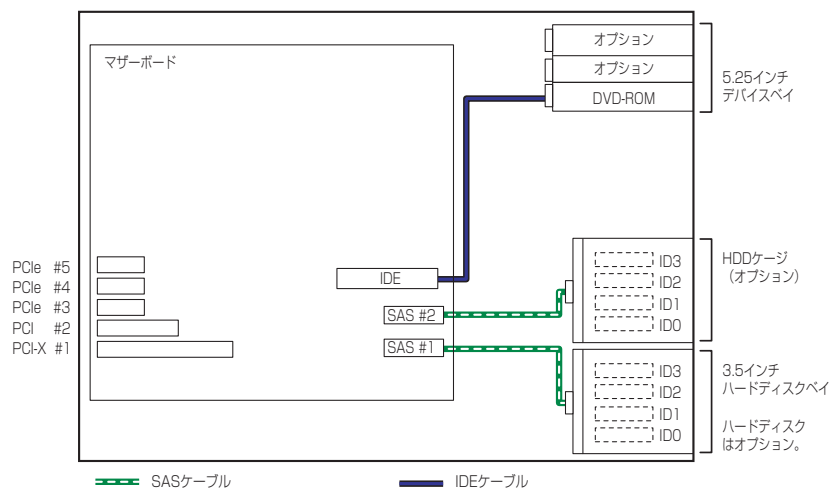 マザーボード
オプション
オプション
DVD-ROM
5.25インチ
デバイスベイ
PCIe #5
PCIe #4
PCIe #3
PCI #2
PCI-X #1
IDE
SAS #2
SAS #1
ID3
ID2
ID1
ID0
HDDケージ
(オプション)
ID3
ID2
ID1
ID0
3.5インチ
ハードディスクベイ
ハードディスク
はオプション。
SASケーブル
IDEケーブル